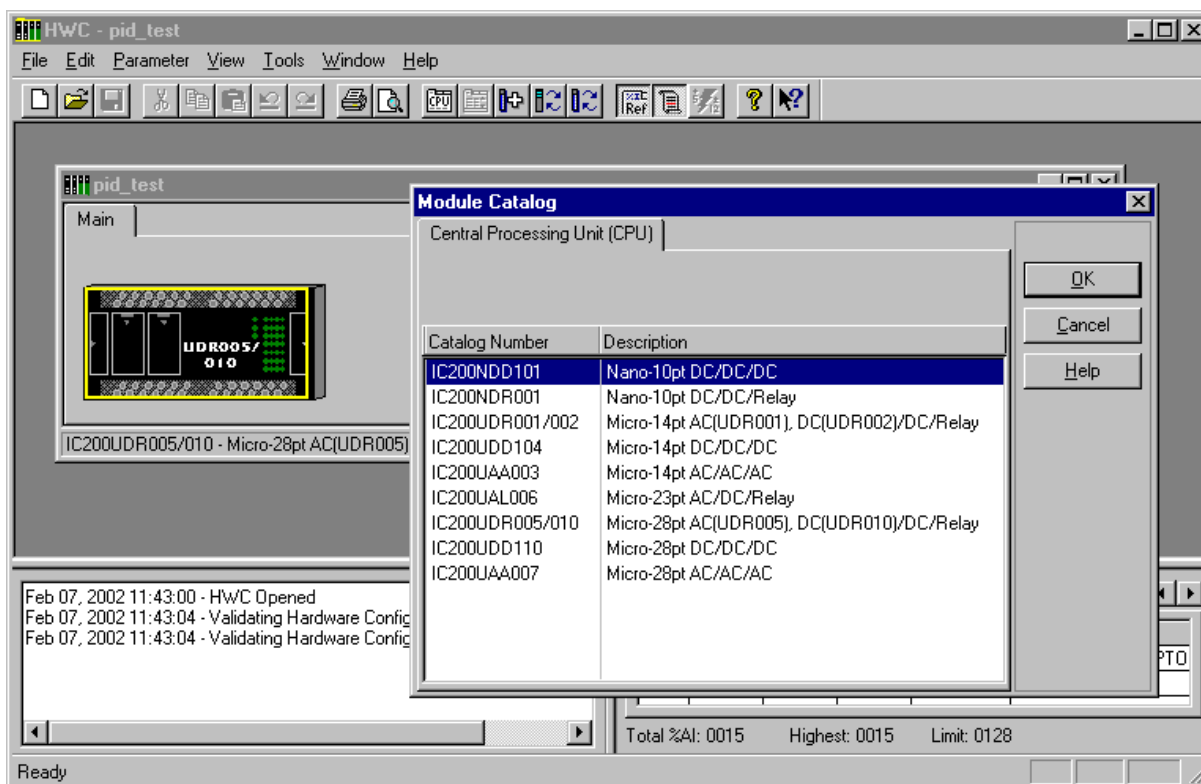 HWC - pid_test
File Edit Parameter View Tools Window Help
CPU
Ref
pid_test
Main
UDR005/
010
IC200UDR005/010 - Micro-28pt AC(UDR005)
Module Catalog
Central Processing Unit (CPU)
OK
Cancel
Help
Catalog Number Description
IC200NDD101 Nano-10pt DC/DC/DC
IC200NDR001 Nano-10pt DC/DC/Relay
IC200UDR001/002 Micro-14pt AC(UDR001), DC(UDR002)/DC/Relay
IC200UDD104 Micro-14pt DC/DC/DC
IC200UAA003 Micro-14pt AC/AC/AC
IC200UAL006 Micro-23pt AC/DC/Relay
IC200UDR005/010 Micro-28pt AC(UDR005), DC(UDR010)/DC/Relay
IC200UDD110 Micro-28pt DC/DC/DC
IC200UAA007 Micro-28pt AC/AC/AC
Feb 07, 2002 11:43:00 - HWC Opened
Feb 07, 2002 11:43:04 - Validating Hardware Config
Feb 07, 2002 11:43:04 - Validating Hardware Config
PTO
Total %AI: 0015 Highest: 0015 Limit: 0128
Ready